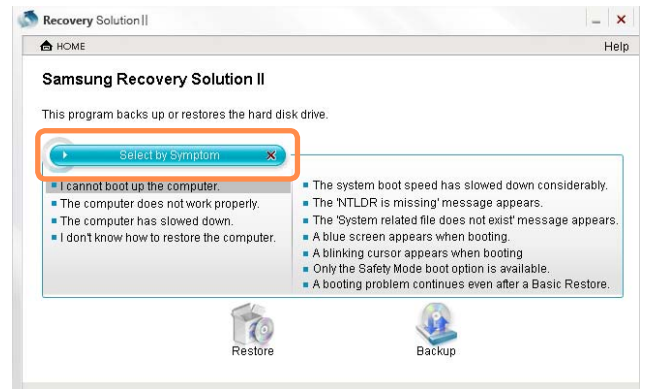 Recovery Solution II
HOME
Help
Samsung Recovery Solution II
This program backs up or restores the hard disk drive.
Select by Symptom
I cannot boot up the computer.
The computer does not work properly.
The computer has slowed down.
I don't know how to restore the computer.
The system boot speed has slowed down considerably.
The 'NTLDR is missing' message appears.
The 'System related file does not exist' message appears.
A blue screen appears when booting.
A blinking cursor appears when booting
Only the Safety Mode boot option is available.
A booting problem continues even after a Basic Restore.
Restore
Backup